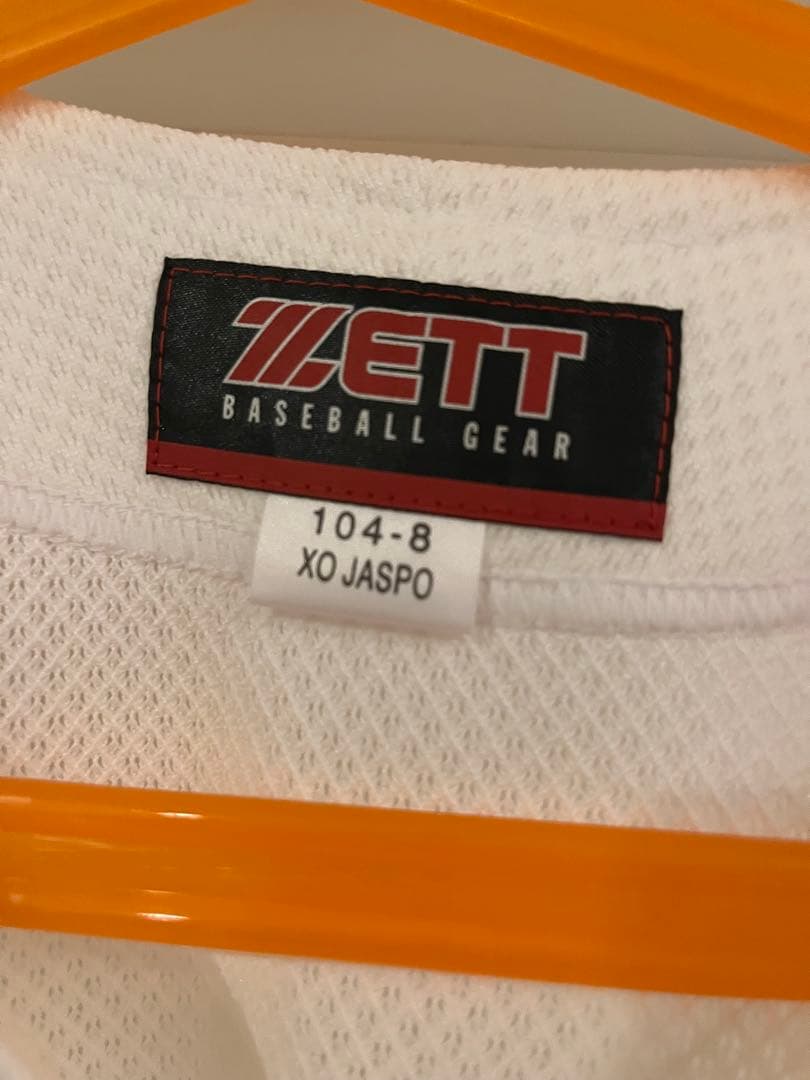 ZETT
BASEBALL GEAR
104-8
XO JASPO